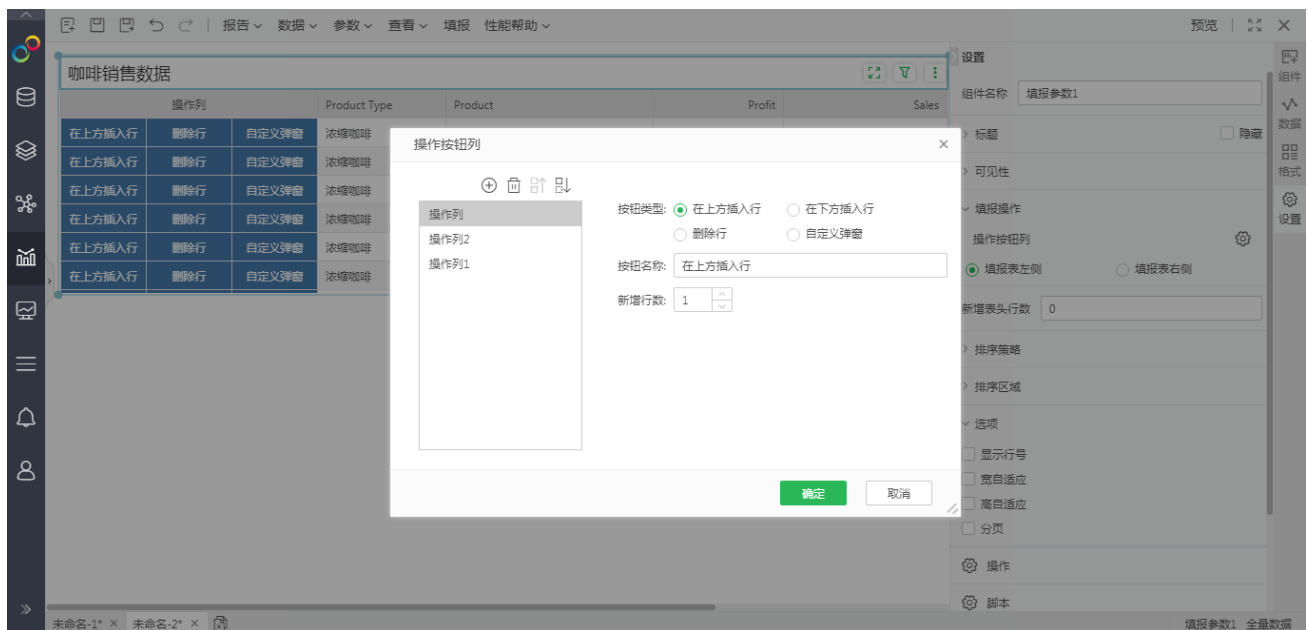 报告 数据 参数 查看 填报 性能帮助 预览
咖啡销售数据
操作列 Product Type Product Profit Sales
在上方插入行 删除行 自定义弹窗 浓缩咖啡
在上方插入行 删除行 自定义弹窗 浓缩咖啡
在上方插入行 删除行 自定义弹窗 浓缩咖啡
在上方插入行 删除行 自定义弹窗 浓缩咖啡
在上方插入行 删除行 自定义弹窗 浓缩咖啡
在上方插入行 删除行 自定义弹窗 浓缩咖啡
操作按钮列
操作列
操作列2
操作列1
按钮类型: 在上方插入行 在下方插入行
删除行 自定义弹窗
按钮名称: 在上方插入行
新增行数: 1
确定 取消
设置
组件名称 填报参数1
标题 隐藏
可见性
填报操作
操作按钮列
填报表左侧 填报表右侧
新增表头行数 0
排序策略
排序区域
选项
显示行号
宽自适应
高自适应
分页
操作
脚本
组件
数据
格式
设置
未命名-1* × 未命名-2* × 填报参数1 全量数据